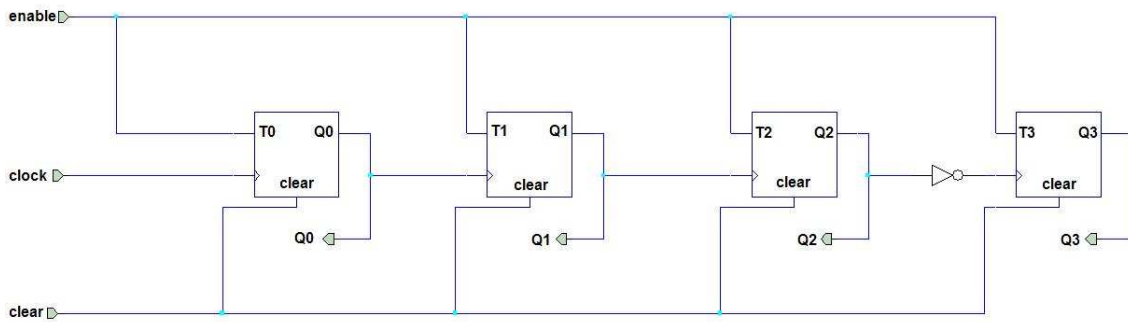 enable
T0 Q0 T1 Q1 T2 Q2 T3 Q3
clock
clear clear clear clear
Q0 Q1 Q2 Q3
clear